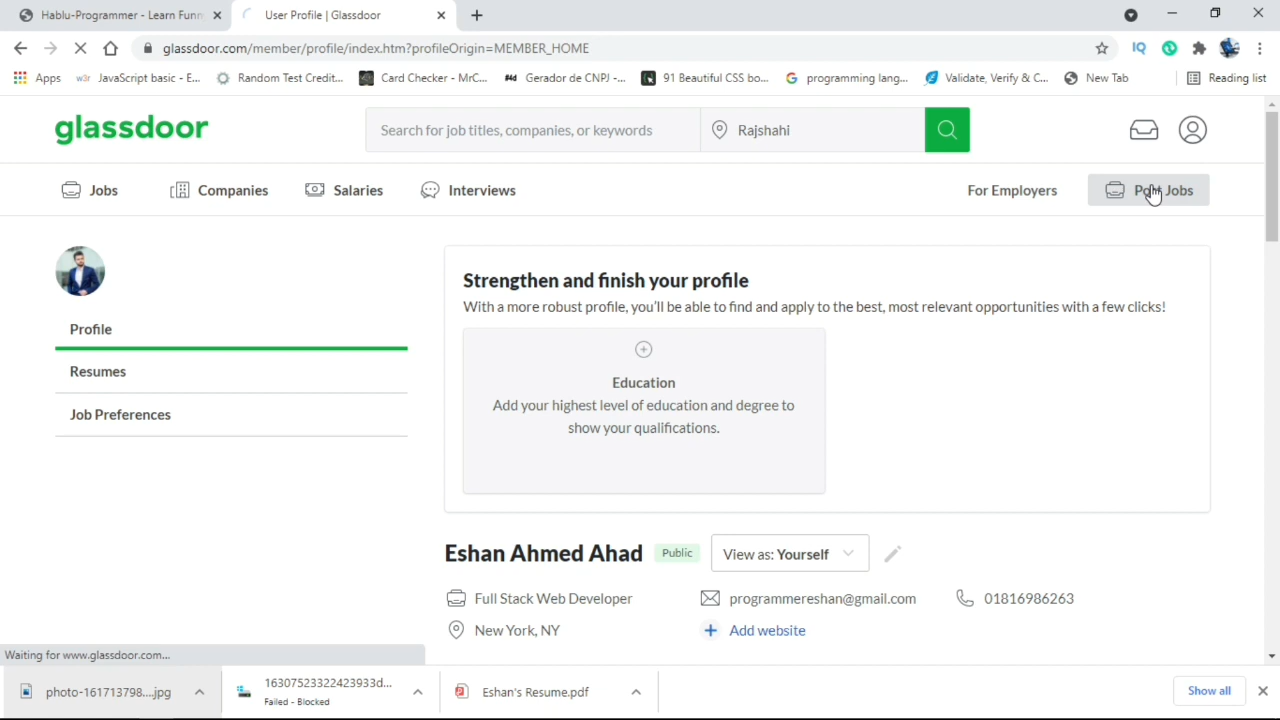 Hablu-Programmer - Learn Funn
User Profile | Glassdoor
glassdoor.com/member/profile/index.htm?profileOrigin=MEMBER_HOME
Apps
JavaScript basic - E...
Random Test Credit...
Card Checker - MrC...
Gerador de CNPJ -...
91 Beautiful CSS bo...
programming lang...
Validate, Verify & C...
New Tab
Reading list
glassdoor
Search for job titles, companies, or keywords
Rajshahi
Jobs
Companies
Salaries
Interviews
For Employers
Post Jobs
Strengthen and finish your profile
With a more robust profile, you'll be able to find and apply to the best, most relevant opportunities with a few clicks!
Profile
Resumes
Job Preferences
Education
Add your highest level of education and degree to
show your qualifications.
Eshan Ahmed Ahad
Public
View as: Yourself
Full Stack Web Developer
programmereshan@gmail.com
01816986263
New York, NY
Add website
Waiting for www.glassdoor.com...
photo-161713798....jpg
16307523322423933d...
Failed - Blocked
Eshan's Resume.pdf
Show all